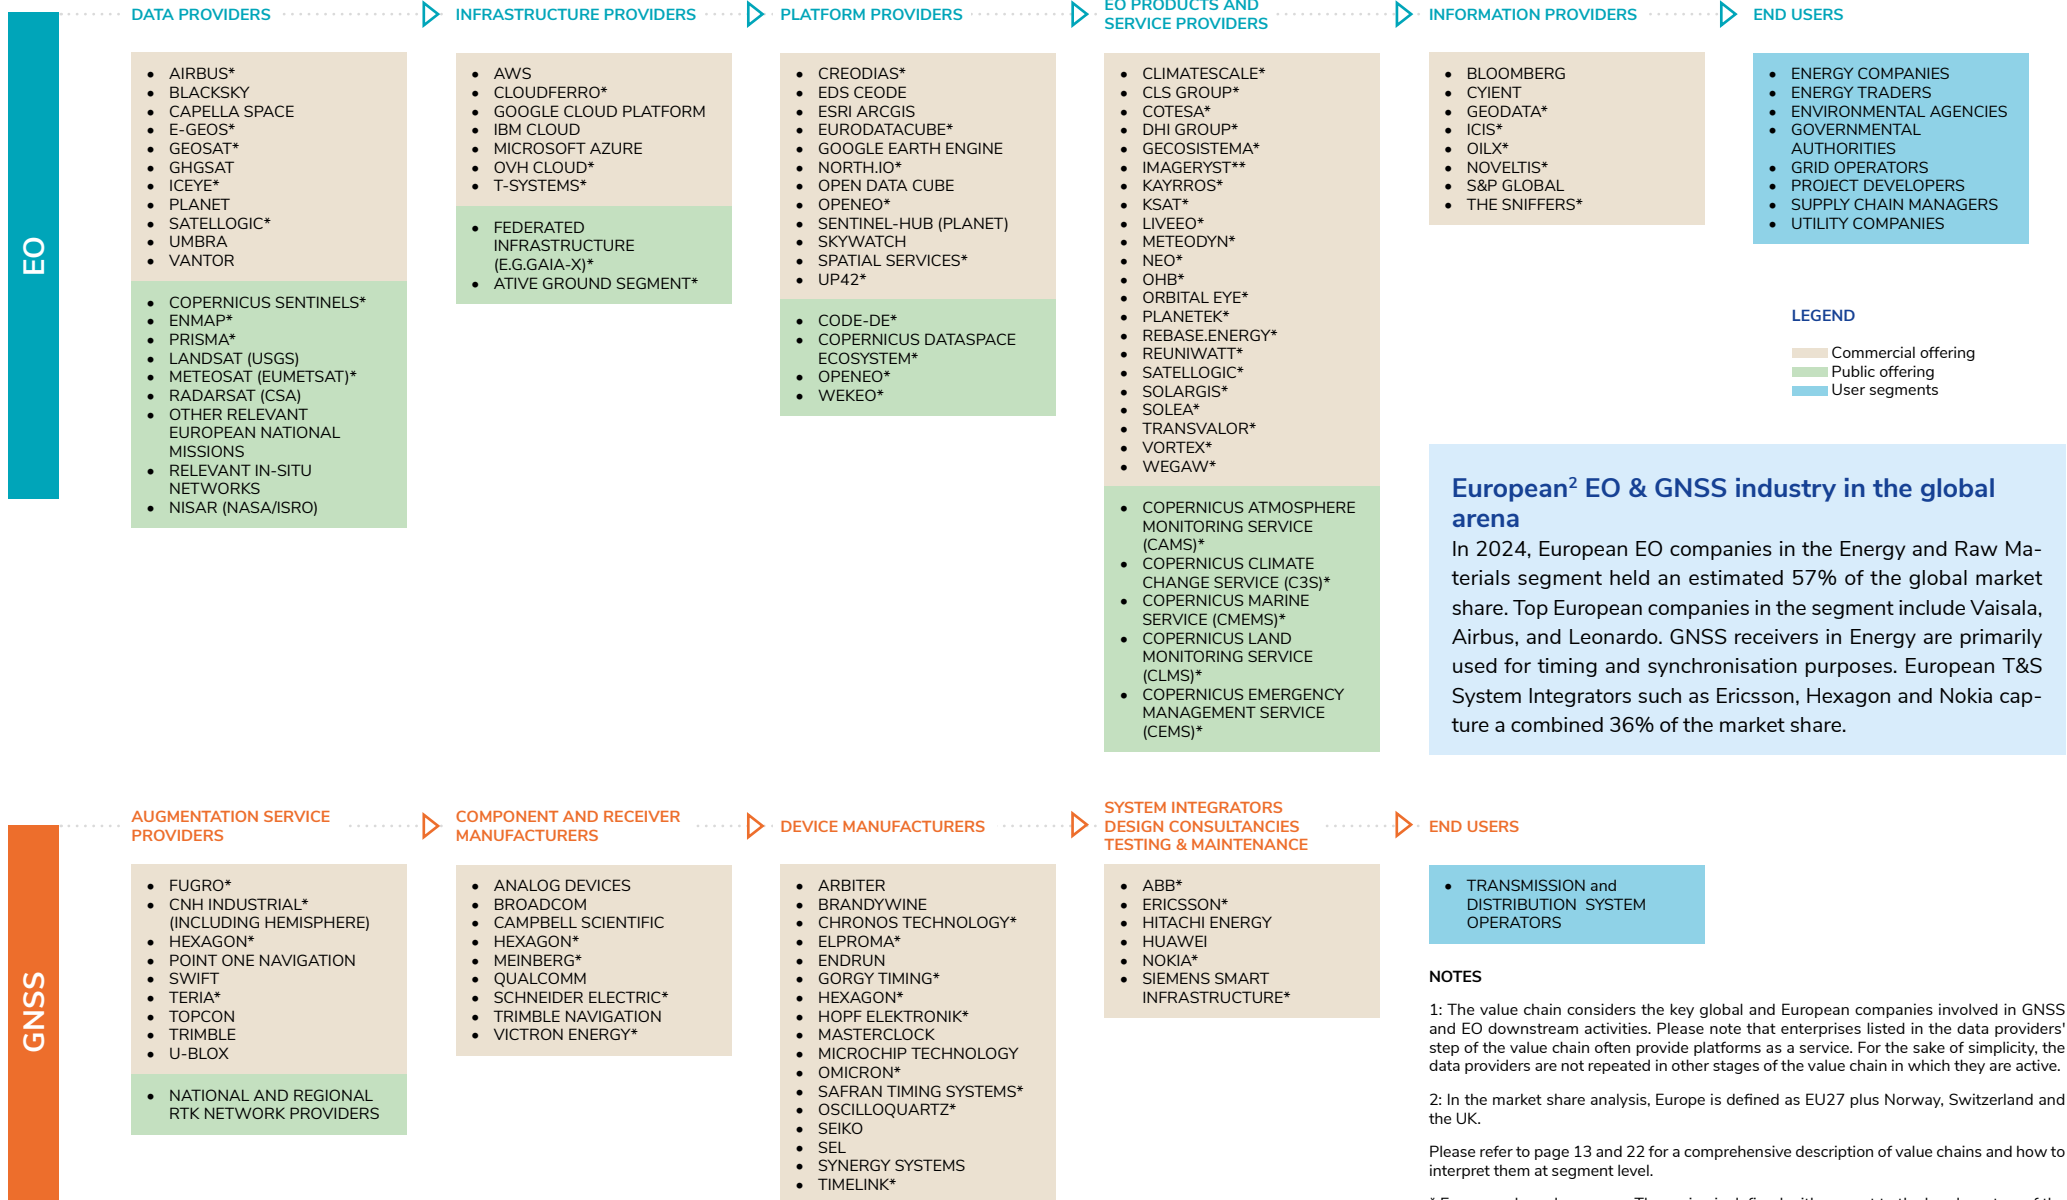 EO
DATA PROVIDERS
AIRBUS*
BLACKSKY
CAPELLA SPACE
E-GEOS*
GEOSAT*
GHGSAT
ICEYE*
PLANET
SATELLOGIC*
UMBRA
VANTOR
COPERNICUS SENTINELS*
ENMAP*
PRISMA*
LANDSAT (USGS)
METEOSAT (EUMETSAT)*
RADARSAT (CSA)
OTHER RELEVANT
EUROPEAN NATIONAL
MISSIONS
RELEVANT IN-SITU
NETWORKS
NISAR (NASA/ISRO)
INFRASTRUCTURE PROVIDERS
AWS
CLOUDFERRO*
GOOGLE CLOUD PLATFORM
IBM CLOUD
MICROSOFT AZURE
OVH CLOUD*
T-SYSTEMS*
FEDERATED
INFRASTRUCTURE
(E.G.GAIA-X)*
ATIVE GROUND SEGMENT*
PLATFORM PROVIDERS
CREODIAS*
EDS CEODE
ESRI ARCGIS
EURODATACUBE*
GOOGLE EARTH ENGINE
NORTH.IO*
OPEN DATA CUBE
OPENEO*
SENTINEL-HUB (PLANET)
SKYWATCH
SPATIAL SERVICES*
UP42*
CODE-DE*
COPERNICUS DATASPACE
ECOSYSTEM*
OPENEO*
WEKEO*
EO PRODUCTS AND
SERVICE PROVIDERS
CLIMATESCALE*
CLS GROUP*
COTESA*
DHI GROUP*
GECOSISTEMA*
IMAGERYST**
KAYRROS*
KSAT*
LIVEEO*
METEODYN*
NEO*
OHB*
ORBITAL EYE*
PLANETEK*
REBASE.ENERGY*
REUNIWATT*
SATELLOGIC*
SOLARGIS*
SOLEA*
TRANSVALOR*
VORTEX*
WEGAW*
COPERNICUS ATMOSPHERE
MONITORING SERVICE
(CAMS)*
COPERNICUS CLIMATE
CHANGE SERVICE (C3S)*
COPERNICUS MARINE
SERVICE (CMEMS)*
COPERNICUS LAND
MONITORING SERVICE
(CLMS)*
COPERNICUS EMERGENCY
MANAGEMENT SERVICE
(CEMS)*
INFORMATION PROVIDERS
BLOOMBERG
CYIENT
GEODATA*
ICIS*
OILX*
NOVELTIS*
S&P GLOBAL
THE SNIFFERS*
END USERS
ENERGY COMPANIES
ENERGY TRADERS
ENVIRONMENTAL AGENCIES
GOVERNMENTAL
AUTHORITIES
GRID OPERATORS
PROJECT DEVELOPERS
SUPPLY CHAIN MANAGERS
UTILITY COMPANIES
LEGEND
Commercial offering
Public offering
User segments
European2 EO & GNSS industry in the global
arena
In 2024, European EO companies in the Energy and Raw Ma-
terials segment held an estimated 57% of the global market
share. Top European companies in the segment include Vaisala,
Airbus, and Leonardo. GNSS receivers in Energy are primarily
used for timing and synchronisation purposes. European T&S
System Integrators such as Ericsson, Hexagon and Nokia cap-
ture a combined 36% of the market share.
GNSS
AUGMENTATION SERVICE
PROVIDERS
FUGRO*
CNH INDUSTRIAL*
(INCLUDING HEMISPHERE)
HEXAGON*
POINT ONE NAVIGATION
SWIFT
TERIA*
TOPCON
TRIMBLE
U-BLOX
NATIONAL AND REGIONAL
RTK NETWORK PROVIDERS
COMPONENT AND RECEIVER
MANUFACTURERS
ANALOG DEVICES
BROADCOM
CAMPBELL SCIENTIFIC
HEXAGON*
MEINBERG*
QUALCOMM
SCHNEIDER ELECTRIC*
TRIMBLE NAVIGATION
VICTRON ENERGY*
DEVICE MANUFACTURERS
ARBITER
BRANDYWINE
CHRONOS TECHNOLOGY*
ELPROMA*
ENDRUN
GORGY TIMING*
HEXAGON*
HOPF ELEKTRONIK*
MASTERCLOCK
MICROCHIP TECHNOLOGY
OMICRON*
SAFRAN TIMING SYSTEMS*
OSCILLOQUARTZ*
SEIKO
SEL
SYNERGY SYSTEMS
TIMELINK*
SYSTEM INTEGRATORS
DESIGN CONSULTANCIES
TESTING & MAINTENANCE
ABB*
ERICSSON*
HITACHI ENERGY
HUAWEI
NOKIA*
SIEMENS SMART
INFRASTRUCTURE*
END USERS
TRANSMISSION and
DISTRIBUTION SYSTEM
OPERATORS
NOTES
1: The value chain considers the key global and European companies involved in GNSS
and EO downstream activities. Please note that enterprises listed in the data providers'
step of the value chain often provide platforms as a service. For the sake of simplicity, the
data providers are not repeated in other stages of the value chain in which they are active.
2: In the market share analysis, Europe is defined as EU27 plus Norway, Switzerland and
the UK.
Please refer to page 13 and 22 for a comprehensive description of value chains and how to
interpret them at segment level.